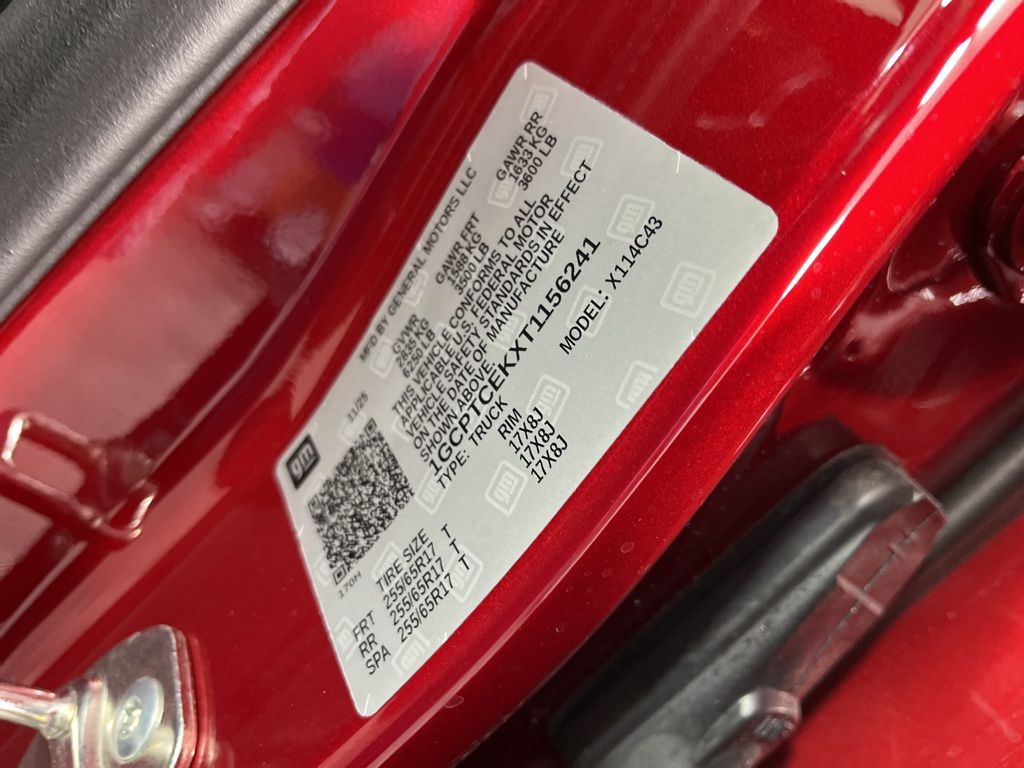 gm
11/25
MFD BY GENERAL MOTORS LLC
GVWR GAWR FRT GAWR RR
2835 KG 1588 KG 1633 KG
6250 LB 3500 LB 3600 LB
THIS VEHICLE CONFORMS TO ALL
APPLICABLE U.S. FEDERAL MOTOR
VEHICLE SAFETY STANDARDS IN EFFECT
ON THE DATE OF MANUFACTURE
SHOWN ABOVE.
1GCPTCEKXT1156241
TYPE: TRUCK MODEL: X114C43
170H
TIRE SIZE RIM
FRT 255/65R17 T 17X8J
RR 255/65R17 T 17X8J
SPA 255/65R17 T 17X8J